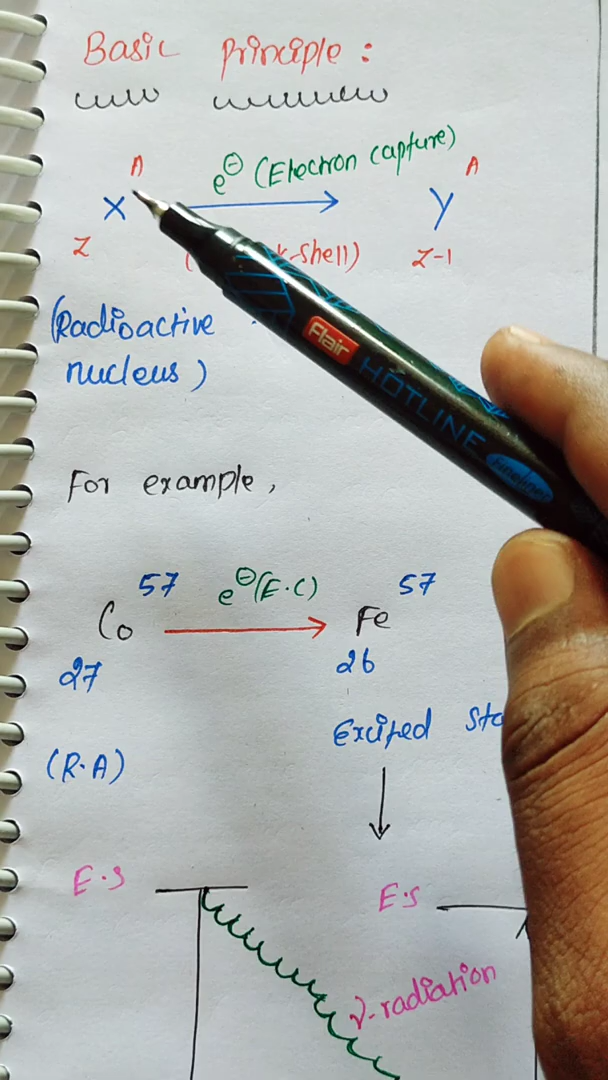 Basic Principle :
A e⊖ (Electron capture) A
X Y
Z k-shell) Z-1
(Radioactive
nucleus)
Flair
HOTLINE
Fineliner
For example,
57 e⊖(E.C) 57
Co Fe
27 26
Excited
(R.A)
E.S
E.S
γ-radiation